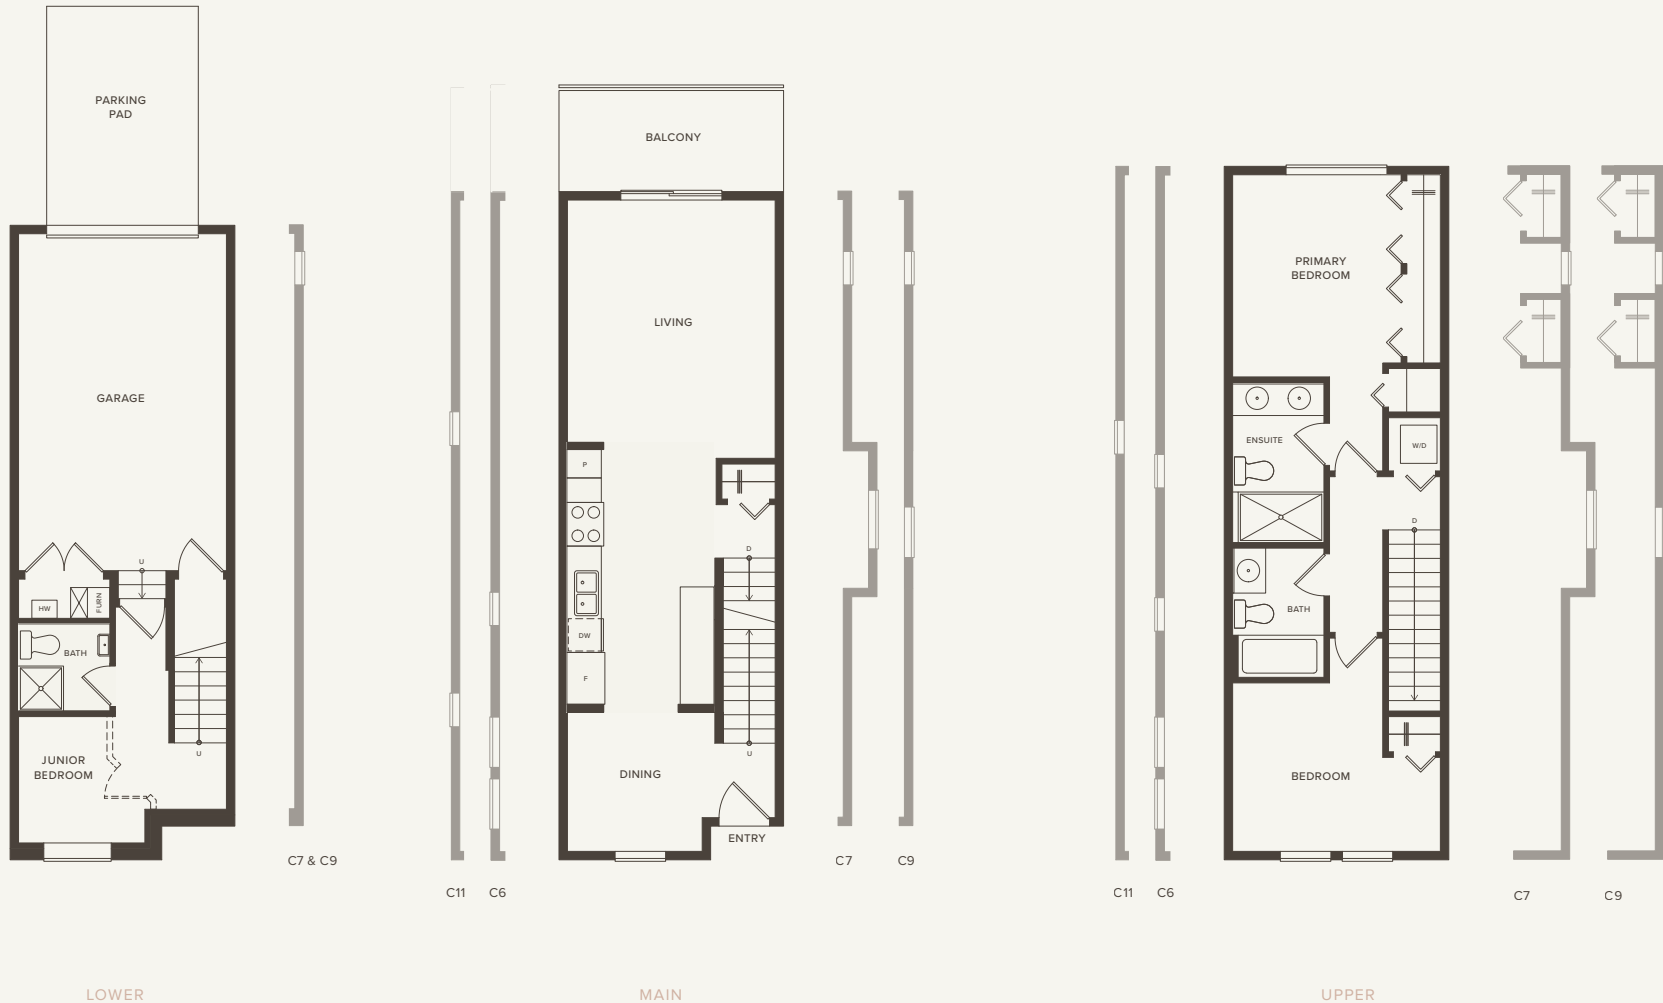 PARKING
PAD
GARAGE
U
HW
FURN
BATH
JUNIOR
BEDROOM
U
C7 & C9
LOWER
C11
C6
BALCONY
LIVING
P
D
DW
F
U
DINING
ENTRY
C7
C9
MAIN
C11
C6
PRIMARY
BEDROOM
ENSUITE
W/D
D
BATH
BEDROOM
C7
C9
UPPER